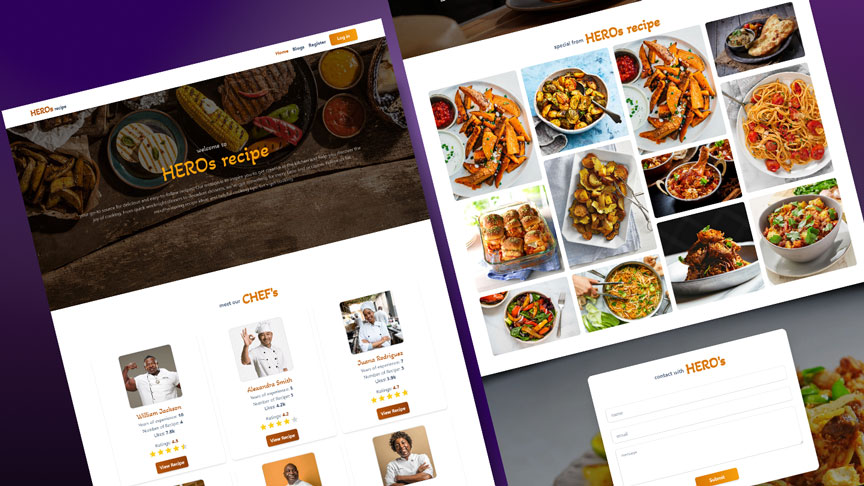 Home Blogs Register Log in
HEROs recipe
welcome to
HEROs recipe
meet our CHEF's
William Jackson
Years of experience: 10
Number of Recipe: 4
Likes: 7.8k
Ratings: 4.5
View Recipe
Alexandra Smith
Years of experience: 5
Number of Recipe: 3
Likes: 4.2k
Ratings: 4.2
View Recipe
Juana Rodriguez
Years of experience: 7
Number of Recipe: 5
Likes: 5.9k
Ratings: 4.7
View Recipe
special from HEROs recipe
contact with HERO's
name
email
message
Submit